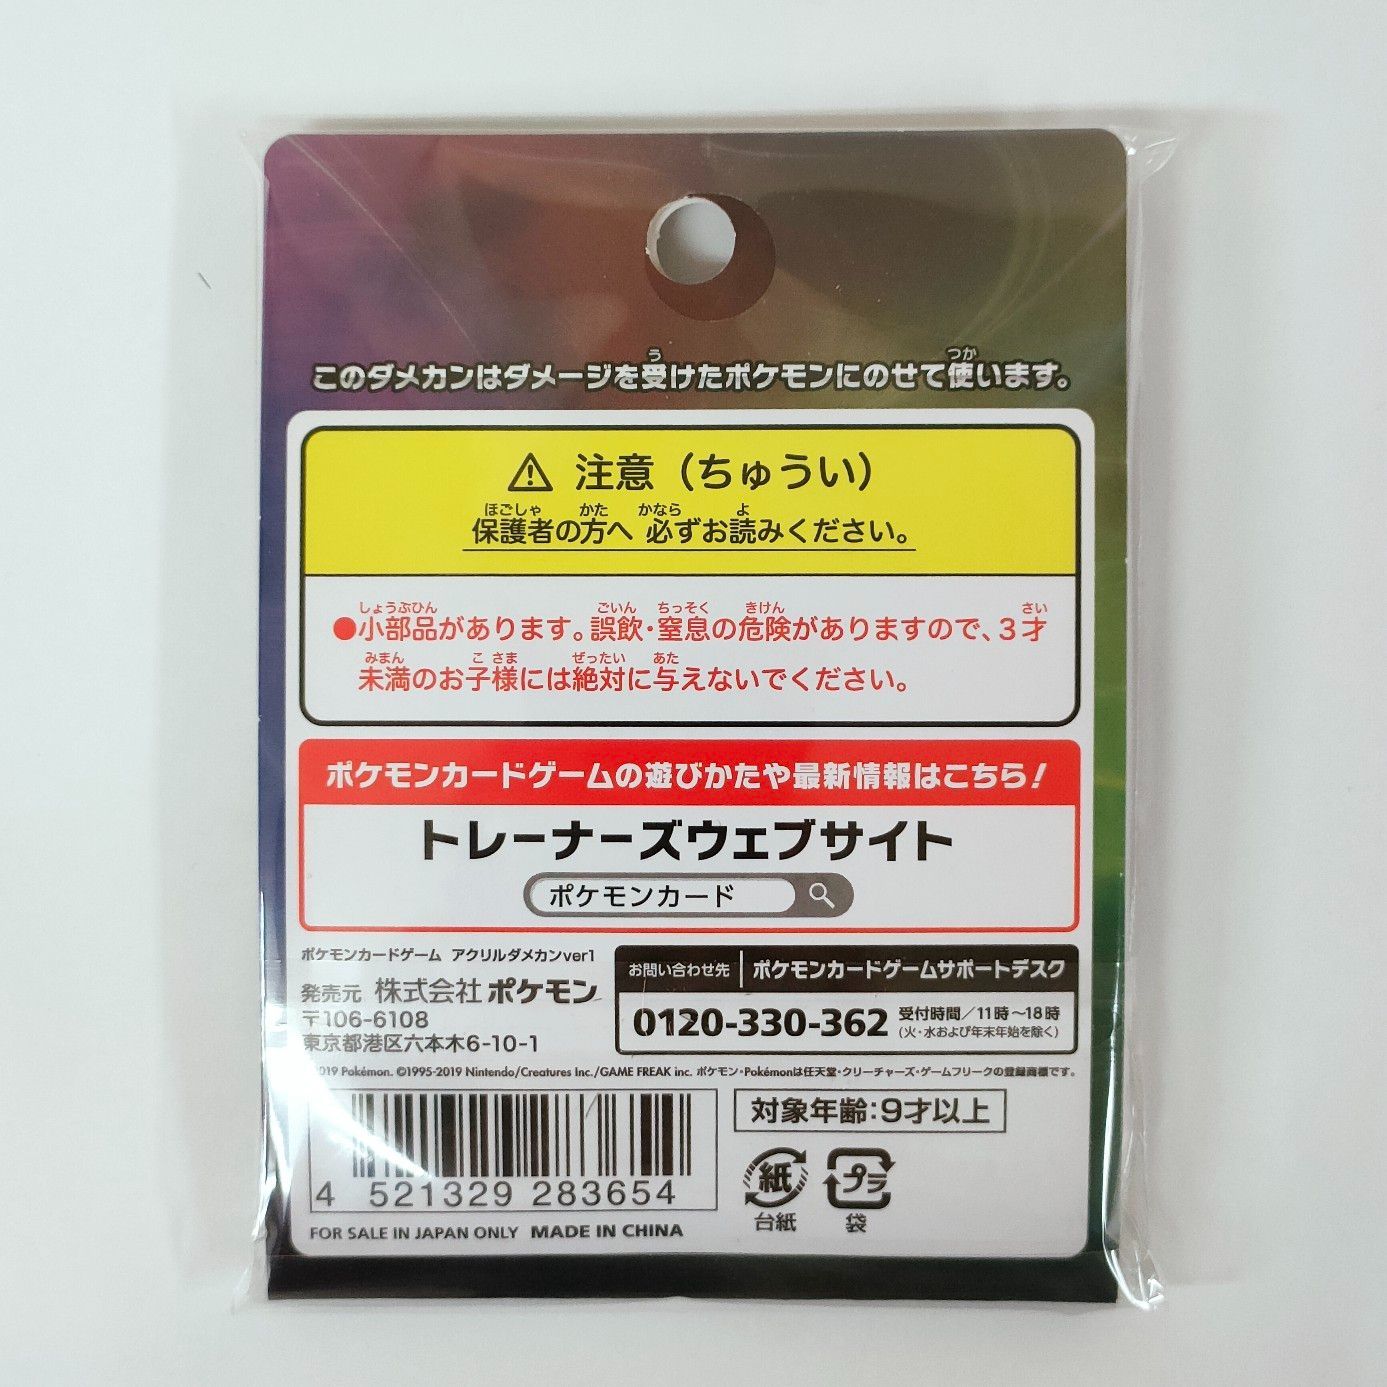 このダメカンはダメージを受けたポケモンにのせて使います。
注意（ちゅうい）
保護者の方へ 必ずお読みください。
●小部品があります。誤飲・窒息の危険がありますので、3才
未満のお子様には絶対に与えないでください。
ポケモンカードゲームの遊びかたや最新情報はこちら！
トレーナーズウェブサイト
ポケモンカード
ポケモンカードゲーム アクリルダメカンver1
発売元 株式会社 ポケモン
〒106-6108
東京都港区六本木6-10-1
お問い合わせ先 ポケモンカードゲームサポートデスク
0120-330-362 受付時間／11時～18時
(火・水および年末年始を除く)
2019 Pokémon. ©1995-2019 Nintendo/Creatures Inc./GAME FREAK inc. ポケモン・Pokémonは任天堂・クリーチャーズ・ゲームフリークの登録商標です。
対象年齢：9才以上
4 521329 283654
紙
台紙
プラ
袋
FOR SALE IN JAPAN ONLY MADE IN CHINA